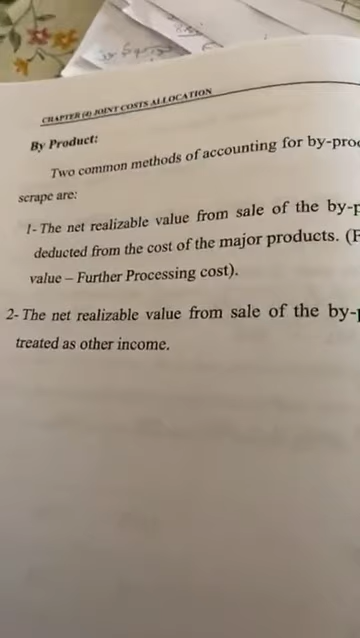 CHAPTER (4) JOINT COSTS ALLOCATION
By Product:
Two common methods of accounting for by-pro
scrape are:
1- The net realizable value from sale of the by-p
deducted from the cost of the major products. (F
value – Further Processing cost).
2- The net realizable value from sale of the by-p
treated as other income.